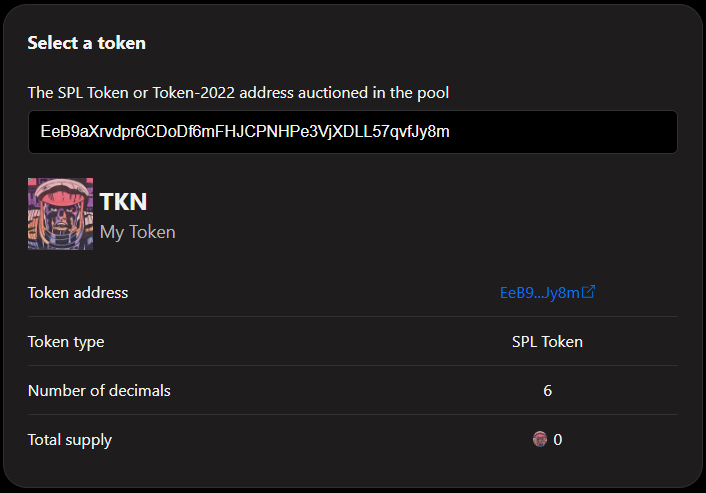 Select a token
The SPL Token or Token-2022 address auctioned in the pool
EeB9aXrvdpr6CDoDf6mFHJCPNHPe3VjXDLL57qvfJy8m
TKN
My Token
Token address EeB9...Jy8m
Token type SPL Token
Number of decimals 6
Total supply 0